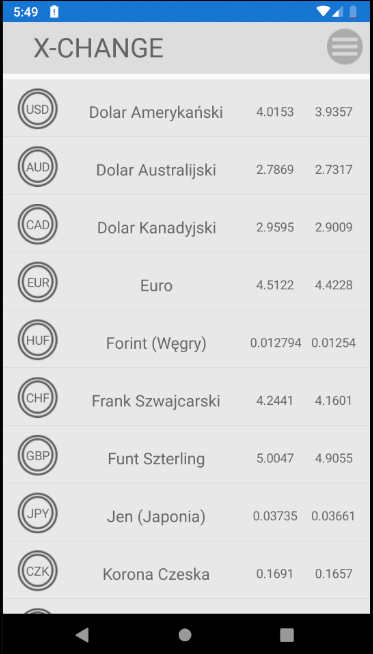 5:49
X-CHANGE
USD Dolar Amerykański 4.0153 3.9357
AUD Dolar Australijski 2.7869 2.7317
CAD Dolar Kanadyjski 2.9595 2.9009
EUR Euro 4.5122 4.4228
HUF Forint (Węgry) 0.012794 0.01254
CHF Frank Szwajcarski 4.2441 4.1601
GBP Funt Szterling 5.0047 4.9055
JPY Jen (Japonia) 0.03735 0.03661
CZK Korona Czeska 0.1691 0.1657